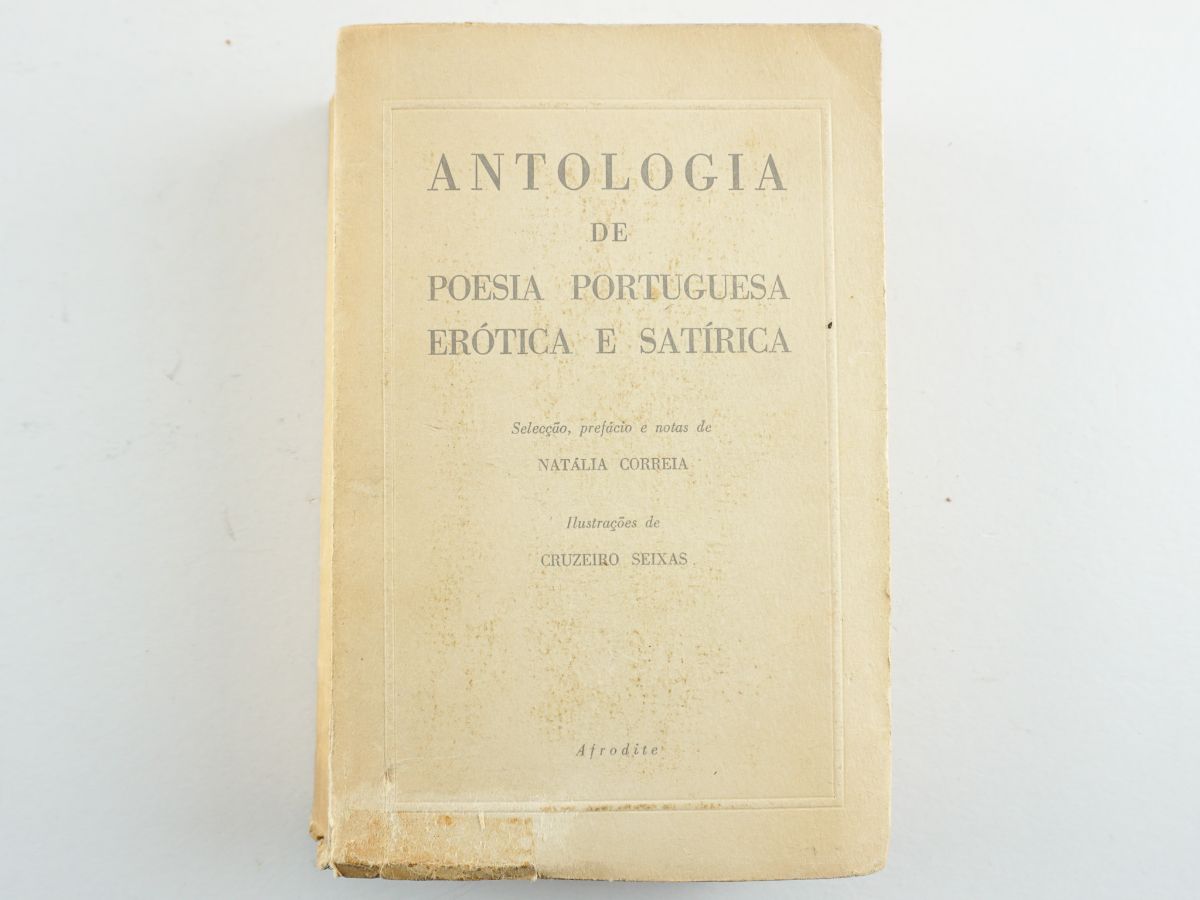 ANTOLOGIA
DE
POESIA PORTUGUESA
ERÓTICA E SATÍRICA
Selecção, prefácio e notas de
NATÁLIA CORREIA
Ilustrações de
CRUZEIRO SEIXAS
Afrodite